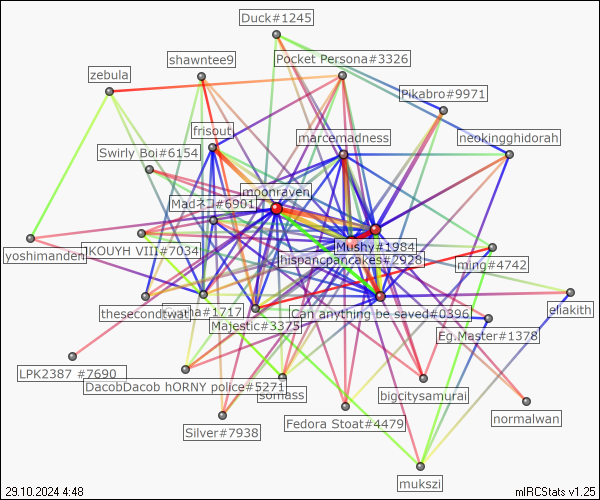 Duck#1245
shawntee9
Pocket Persona#3326
zebula
Pikabro#9971
frisout
marcemadness
neokingghidorah
Swirly Boi#6154
moonraven
Madネコ#6901
yoshimanden
JKOUYH VIII#7034
Mushy#1984
hispancpancakes#2928
ming#4742
thesecondtwat
#1717
Can anything be saved#0396
eliakith
Majestic#3375
Eg.Master#1378
LPK2387 #7690
DacobDacob hORNY police#5271
somass
bigcitysamurai
Silver#7938
Fedora Stoat#4479
normalwan
mukszi
29.10.2024 4:48
mIRCStats v1.25